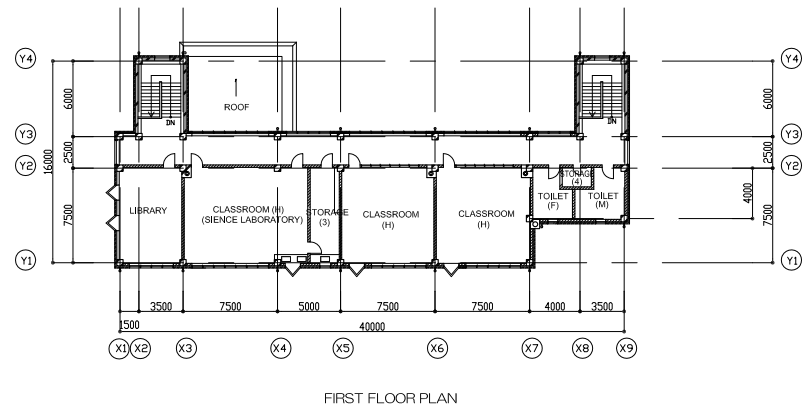 Y4
Y4
6000
6000
ROOF
DN
DN
Y3
Y3
2500
2500
16000
Y2
Y2
STORAGE
(4)
4000
7500
7500
LIBRARY
CLASSROOM (H)
(SIENCE LABORATORY)
STORAGE
(3)
CLASSROOM
(H)
CLASSROOM
(H)
TOILET
(F)
TOILET
(M)
Y1
Y1
3500 7500 5000 7500 7500 4000 3500
1500
40000
X1 X2 X3 X4 X5 X6 X7 X8 X9
FIRST FLOOR PLAN